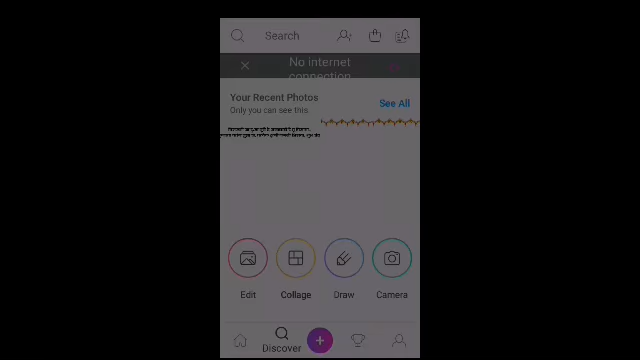 Search
No internet
connection
Your Recent Photos
See All
Only you can see this
Edit
Collage
Draw
Camera
Discover